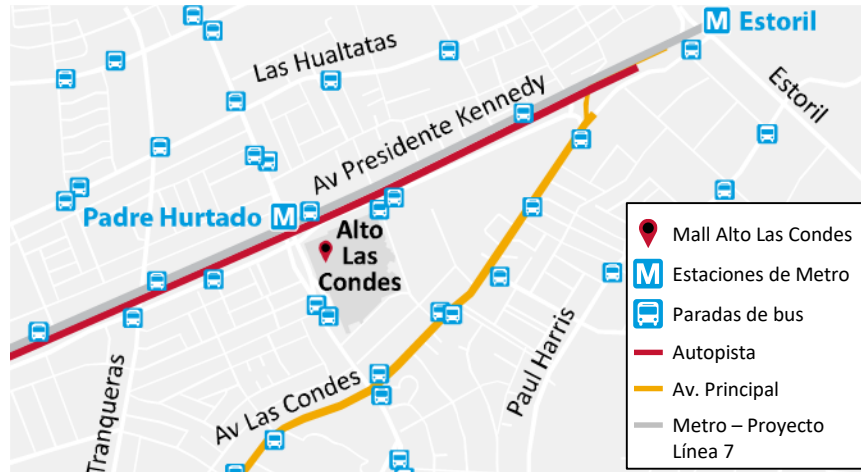 M Estoril
Las Hualtatas
Estoril
Av Presidente Kennedy
Padre Hurtado M
Alto
Las
Condes
Tranqueras
Av Las Condes
Paul Harris
Mall Alto Las Condes
M Estaciones de Metro
Paradas de bus
Autopista
Av. Principal
Metro – Proyecto
Línea 7